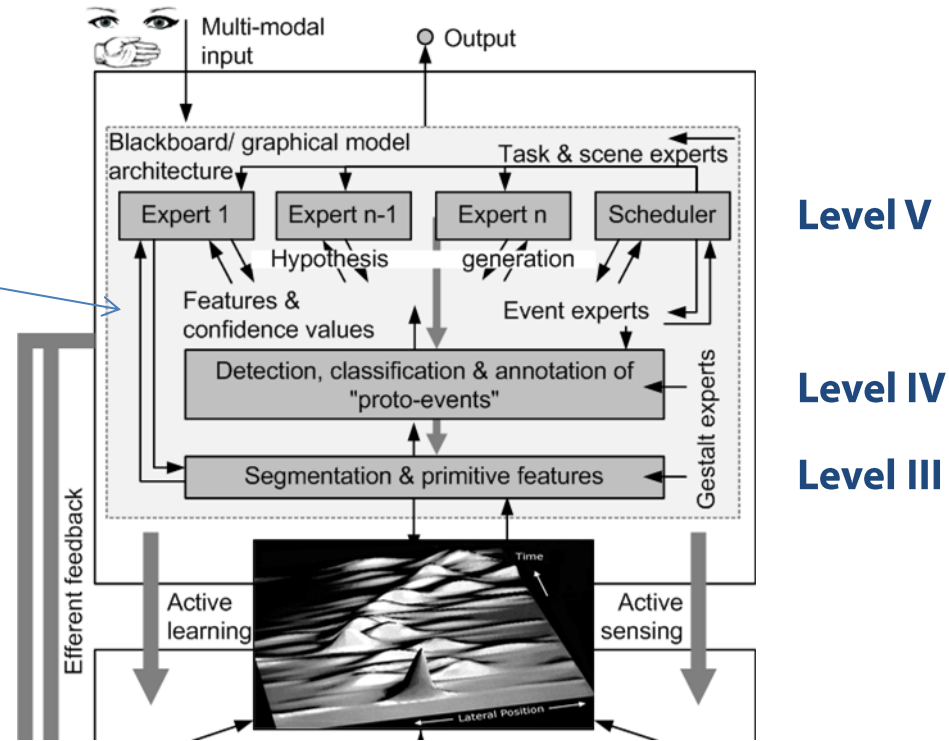 Multi-modal
input
Output
Blackboard/ graphical model
architecture
Task & scene experts
Expert 1
Expert n-1
Expert n
Scheduler
Level V
Hypothesis
generation
Features &
confidence values
Event experts
Detection, classification & annotation of
"proto-events"
Level IV
Gestalt experts
Segmentation & primitive features
Level III
Efferent feedback
Active
learning
Time
Lateral Position
Active
sensing